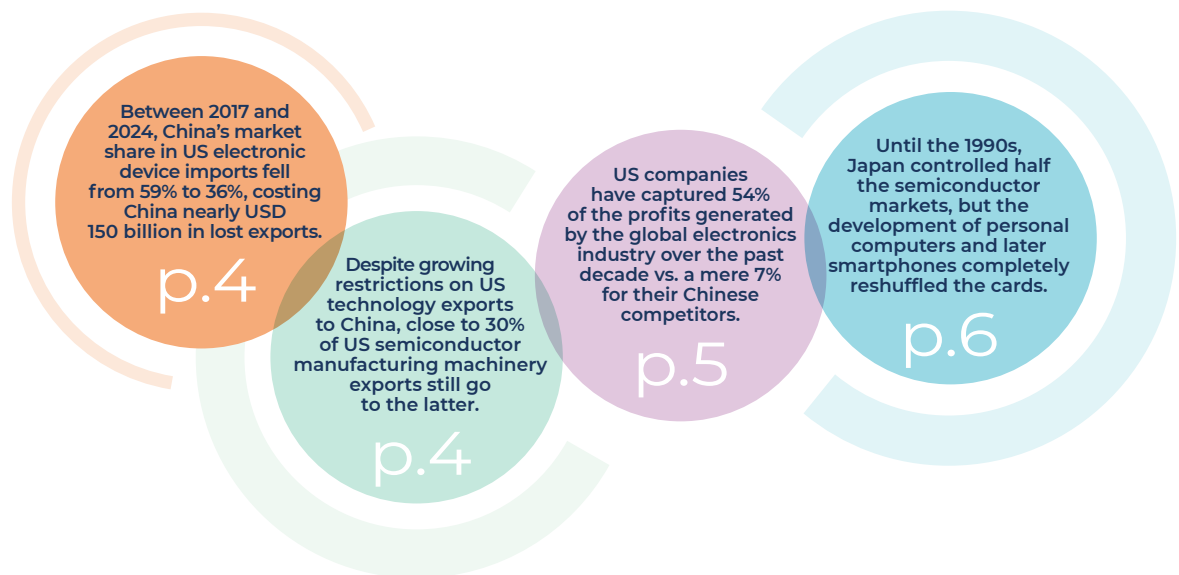 Between 2017 and
2024, China’s market
share in US electronic
device imports fell
from 59% to 36%, costing
China nearly USD
150 billion in lost exports.
p.4
Despite growing
restrictions on US
technology exports
to China, close to 30%
of US semiconductor
manufacturing machinery
exports still go
to the latter.
p.4
US companies
have captured 54%
of the profits generated
by the global electronics
industry over the past
decade vs. a mere 7%
for their Chinese
competitors.
p.5
Until the 1990s,
Japan controlled half
the semiconductor
markets, but the
development of personal
computers and later
smartphones completely
reshuffled the cards.
p.6